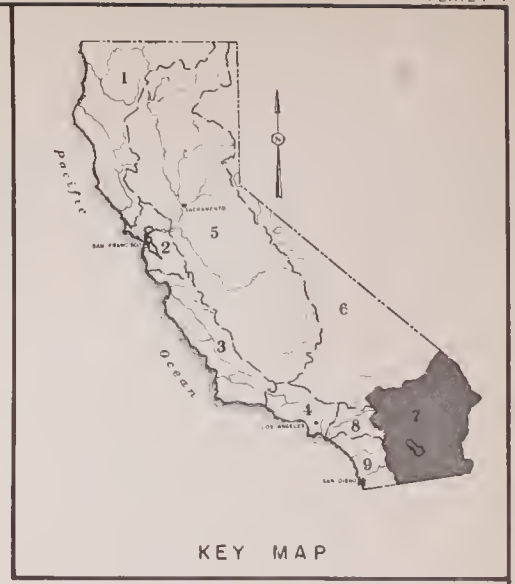 1
Pacific
SACRAMENTO
5
SAN FRANCISCO
2
6
3
Ocean
4
7
LOS ANGELES
8
9
SAN DIEGO
KEY MAP